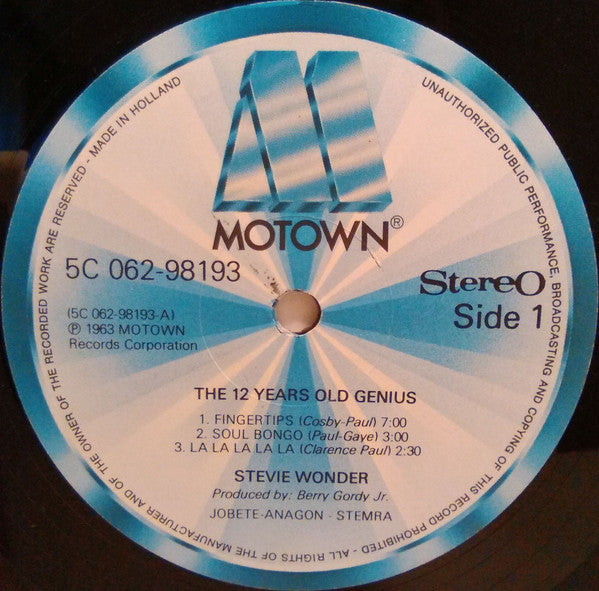 MOTOWN®
5C 062-98193
(5C 062-98193-A)
℗ 1963 MOTOWN
Records Corporation
Stereo
Side 1
THE 12 YEARS OLD GENIUS
1. FINGERTIPS (Cosby-Paul) 7:00
2. SOUL BONGO (Paul-Gaye) 3:00
3. LA LA LA LA LA (Clarence Paul) 2:30
STEVIE WONDER
Produced by: Berry Gordy Jr.
JOBETE-ANAGON - STEMRA
UNAUTHORIZED PUBLIC PERFORMANCE, BROADCASTING AND COPYING OF THIS RECORD PROHIBITED - ALL RIGHTS OF THE MANUFACTURER AND OF THE OWNER OF THE RECORDED WORK ARE RESERVED - MADE IN HOLLAND